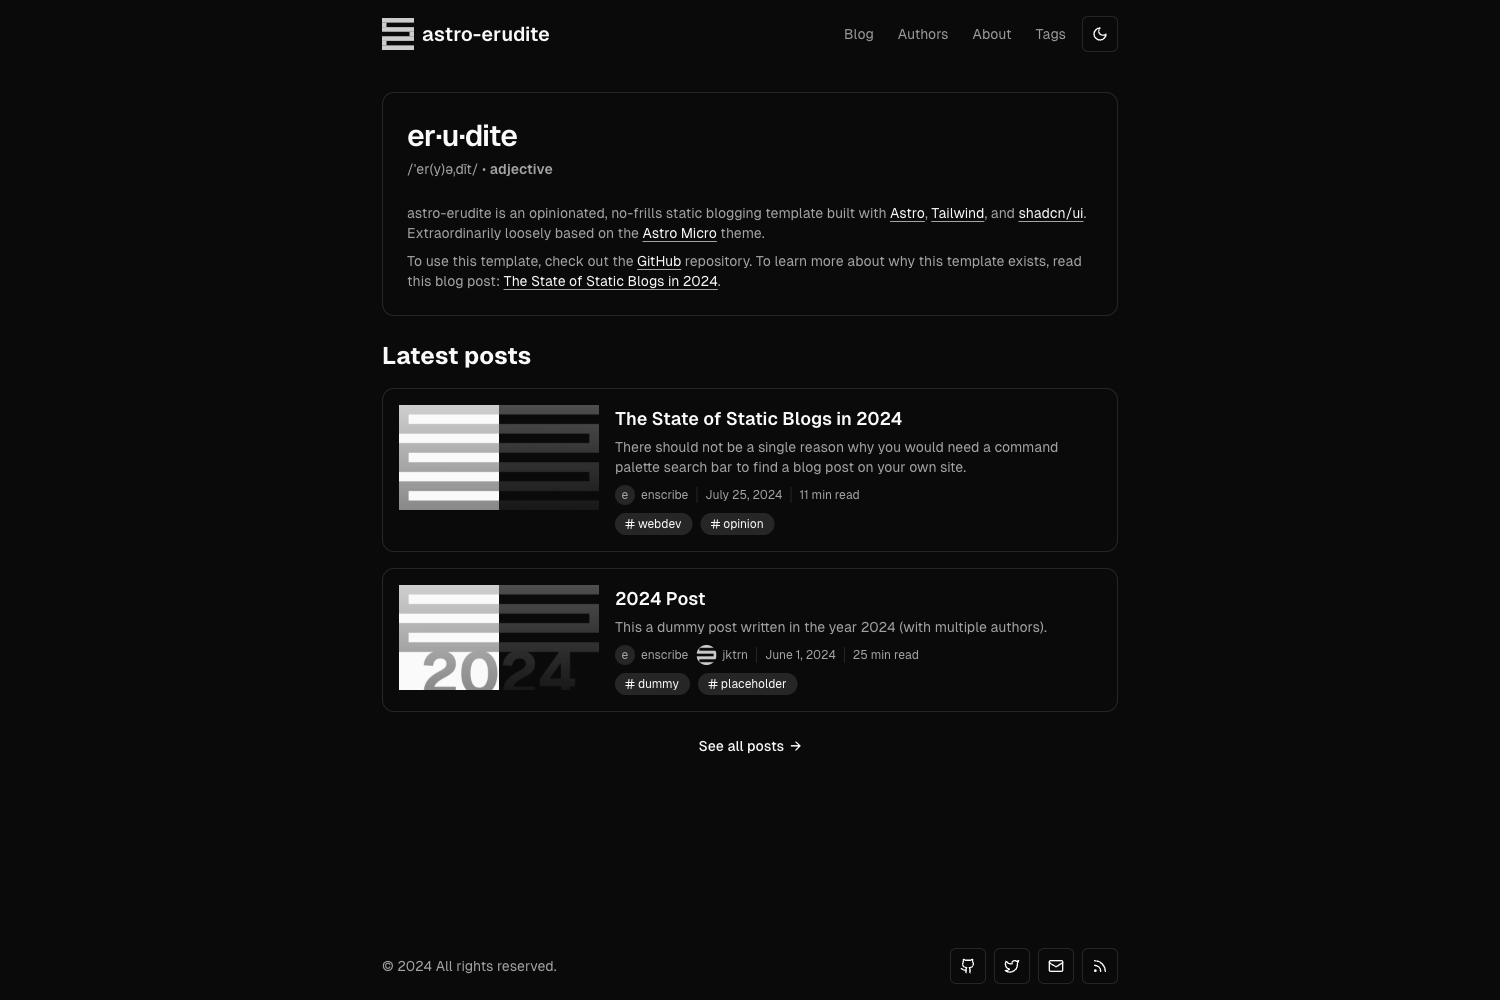 astro-erudite
Blog Authors About Tags
er·u·dite
/ˈer(y)əˌdīt/ • adjective
astro-erudite is an opinionated, no-frills static blogging template built with Astro, Tailwind, and shadcn/ui.
Extraordinarily loosely based on the Astro Micro theme.
To use this template, check out the GitHub repository. To learn more about why this template exists, read
this blog post: The State of Static Blogs in 2024.
Latest posts
The State of Static Blogs in 2024
There should not be a single reason why you would need a command
palette search bar to find a blog post on your own site.
e enscribe July 25, 2024 11 min read
# webdev # opinion
2024
2024 Post
This a dummy post written in the year 2024 (with multiple authors).
e enscribe jktrn June 1, 2024 25 min read
# dummy # placeholder
See all posts →
© 2024 All rights reserved.